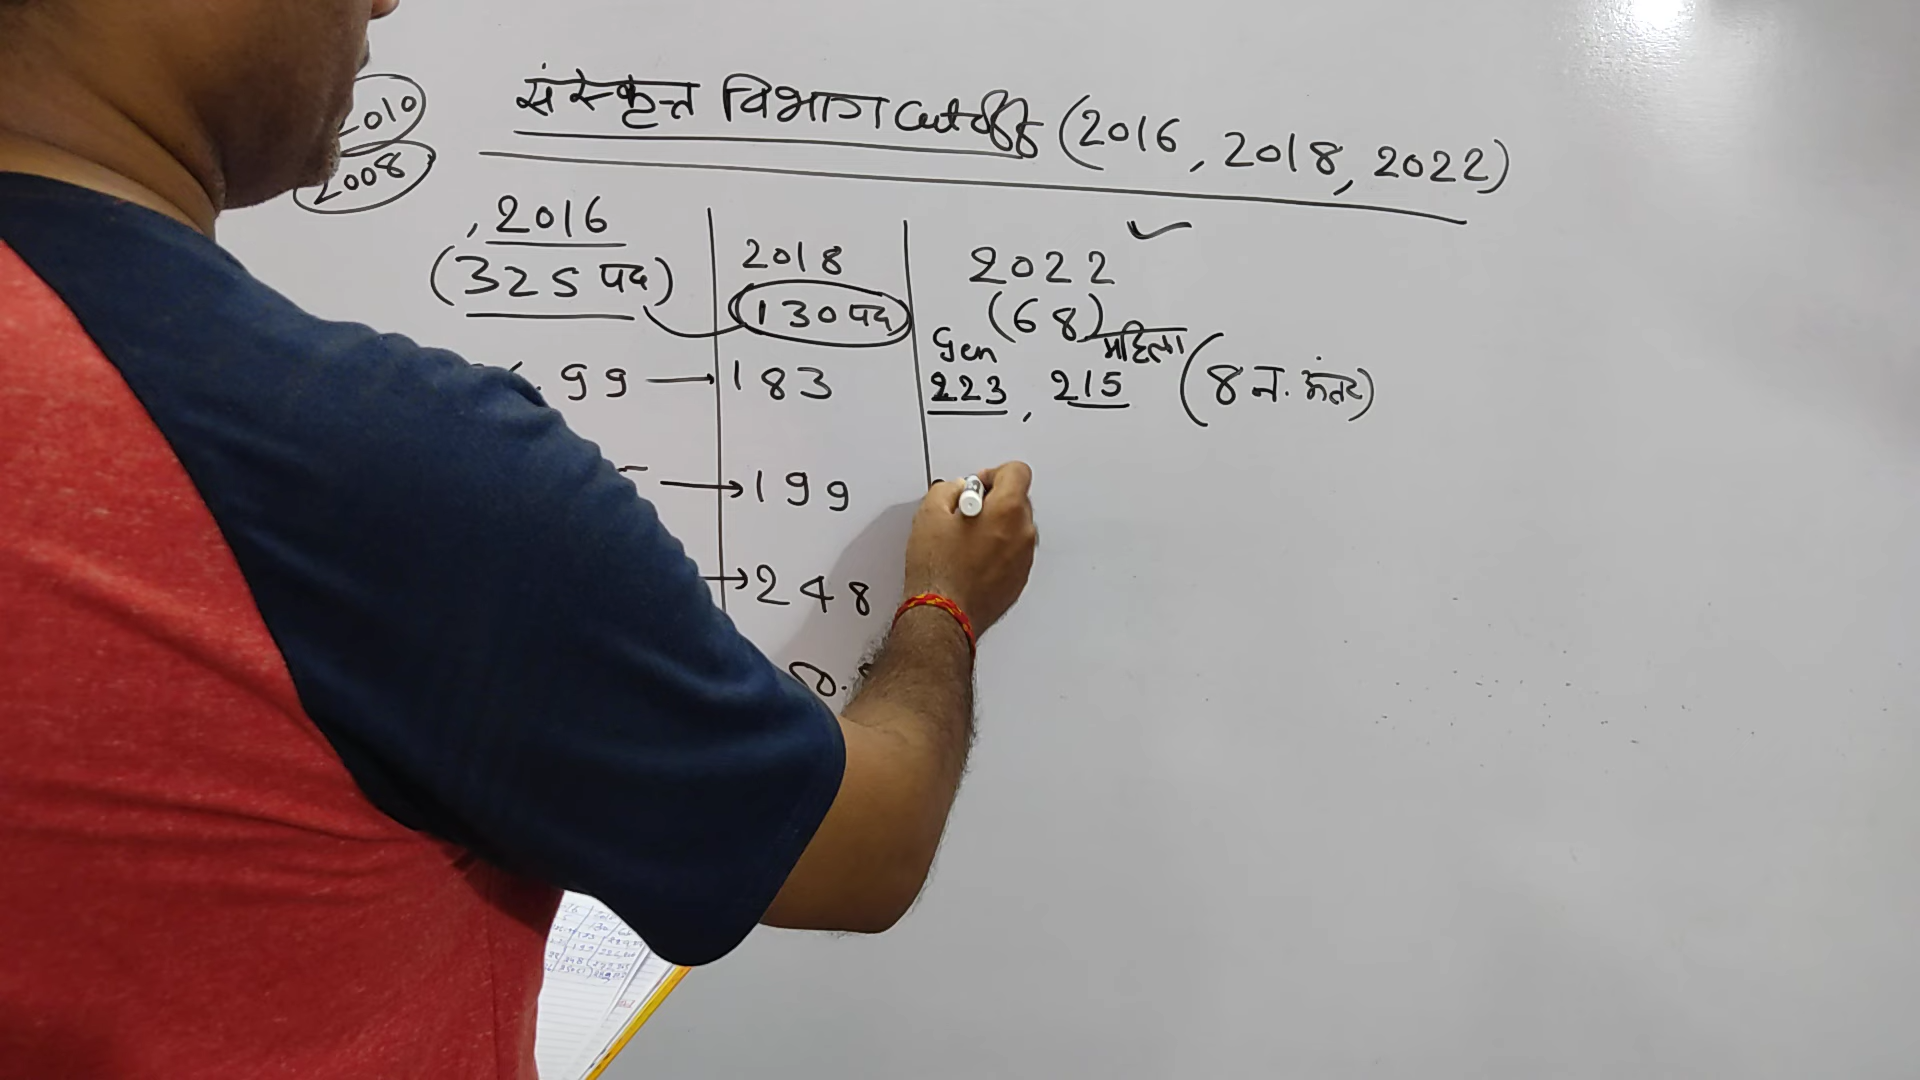 2010
2008
संस्कृत विभाग Cutoff (2016, 2018, 2022)
2016
(325 पद)
2018
130 पद
2022
(68)
Gen महिला
99 → 183
223, 215 (8 न. अंतर)
→ 199
→ 248